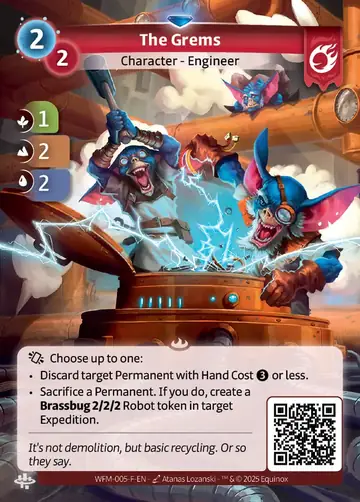 2
2
The Grems
Character - Engineer
1
2
2
Choose up to one:
• Discard target Permanent with Hand Cost 3 or less.
• Sacrifice a Permanent. If you do, create a
Brassbug 2/2/2 Robot token in target
Expedition.
It's not demolition, but basic recycling. Or so
they say.
WFM-005-F-EN - Atanas Lozanski - ™ & © 2025 Equinox